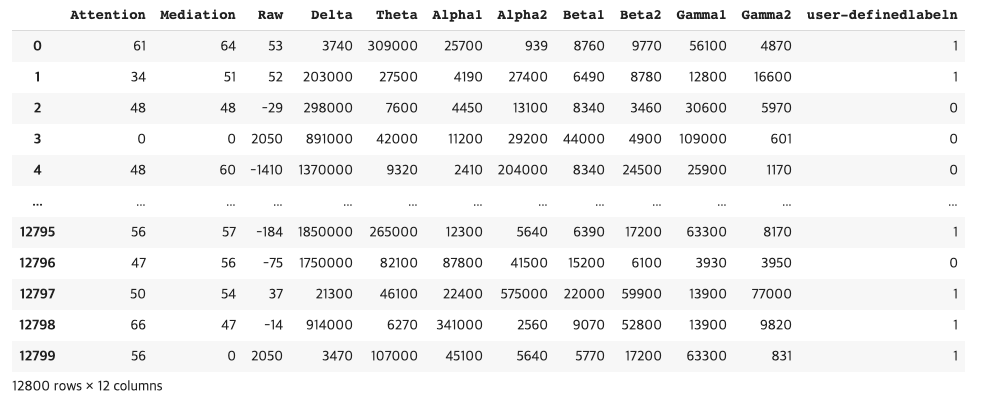 Attention Mediation Raw Delta Theta Alpha1 Alpha2 Beta1 Beta2 Gamma1 Gamma2 user-definedlabeln
0 61 64 53 3740 309000 25700 939 8760 9770 56100 4870 1
1 34 51 52 203000 27500 4190 27400 6490 8780 12800 16600 1
2 48 48 -29 298000 7600 4450 13100 8340 3460 30600 5970 0
3 0 0 2050 891000 42000 11200 29200 44000 4900 109000 601 0
4 48 60 -1410 1370000 9320 2410 204000 8340 24500 25900 1170 0
... ... ... ... ... ... ... ... ... ... ... ... ...
12795 56 57 -184 1850000 265000 12300 5640 6390 17200 63300 8170 1
12796 47 56 -75 1750000 82100 87800 41500 15200 6100 3930 3950 0
12797 50 54 37 21300 46100 22400 575000 22000 59900 13900 77000 1
12798 66 47 -14 914000 6270 341000 2560 9070 52800 13900 9820 1
12799 56 0 2050 3470 107000 45100 5640 5770 17200 63300 831 1
12800 rows × 12 columns